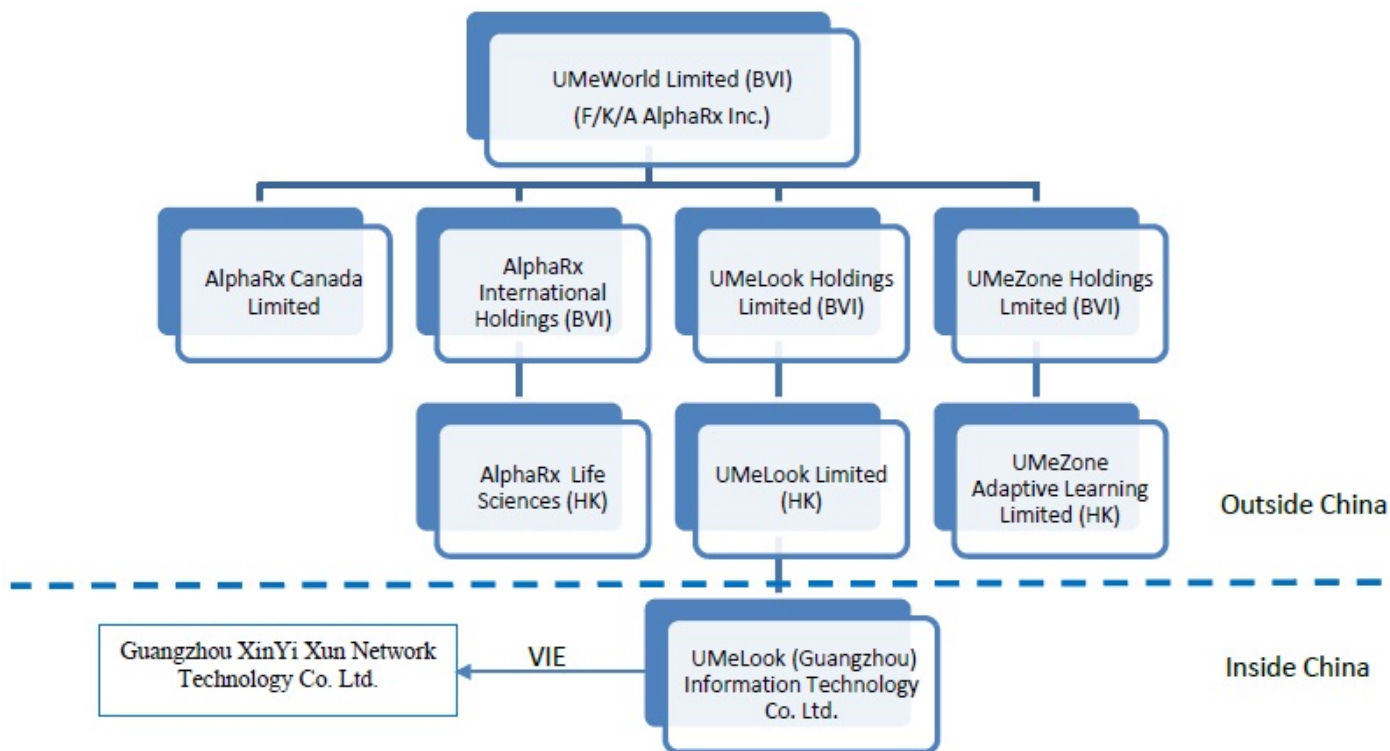 UMeWorld Limited (BVI)
(F/K/A AlphaRx Inc.)
AlphaRx Canada
Limited
AlphaRx
International
Holdings (BVI)
UMeLook Holdings
Limited (BVI)
UMeZone Holdings
Lmited (BVI)
AlphaRx Life
Sciences (HK)
UMeLook Limited
(HK)
UMeZone
Adaptive Learning
Limited (HK)
Outside China
Guangzhou XinYi Xun Network
Technology Co. Ltd.
VIE
UMeLook (Guangzhou)
Information Technology
Co. Ltd.
Inside China